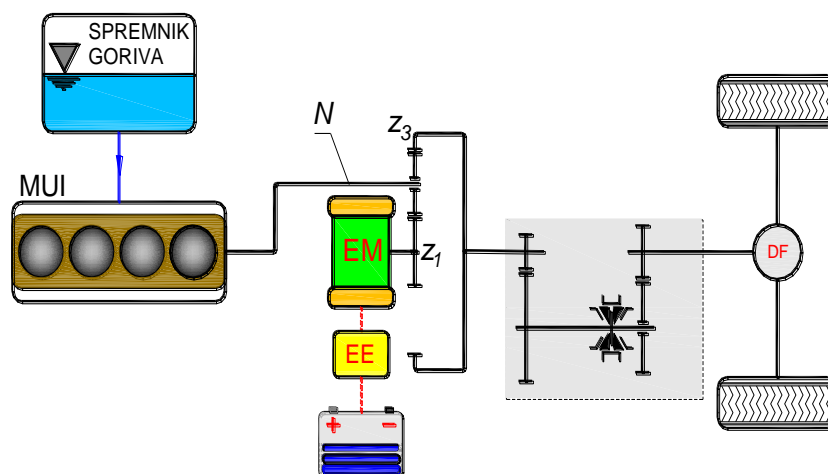 SPREMNIK
GORIVA
MUI
N
z3
EM
z1
DF
EE
+ −